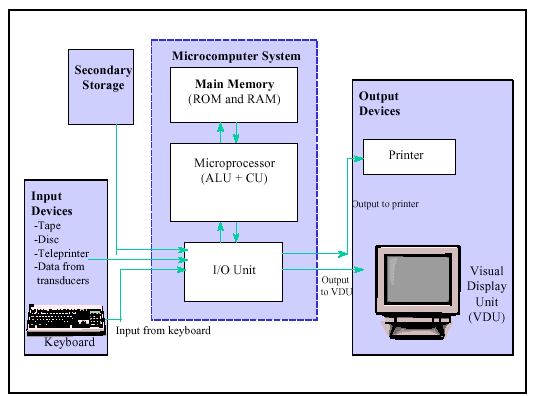 Microcomputer System
Secondary
Storage
Main Memory
(ROM and RAM)
Output
Devices
Printer
Microprocessor
(ALU + CU)
Input
Devices
-Tape
-Disc
-Teleprinter
-Data from
transducers
Output to printer
I/O Unit
Output
to VDU
Visual
Display
Unit
(VDU)
Input from keyboard
Keyboard